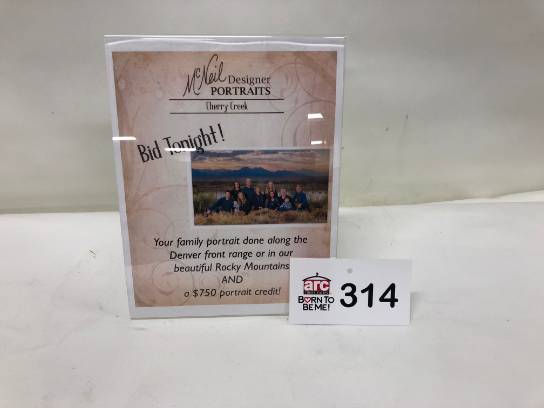 McNeil Designer
PORTRAITS
Cherry Creek
Bid Tonight!
Your family portrait done along the
Denver front range or in our
beautiful Rocky Mountains
AND
a $750 portrait credit!
arc
BORN TO
BE ME!
314